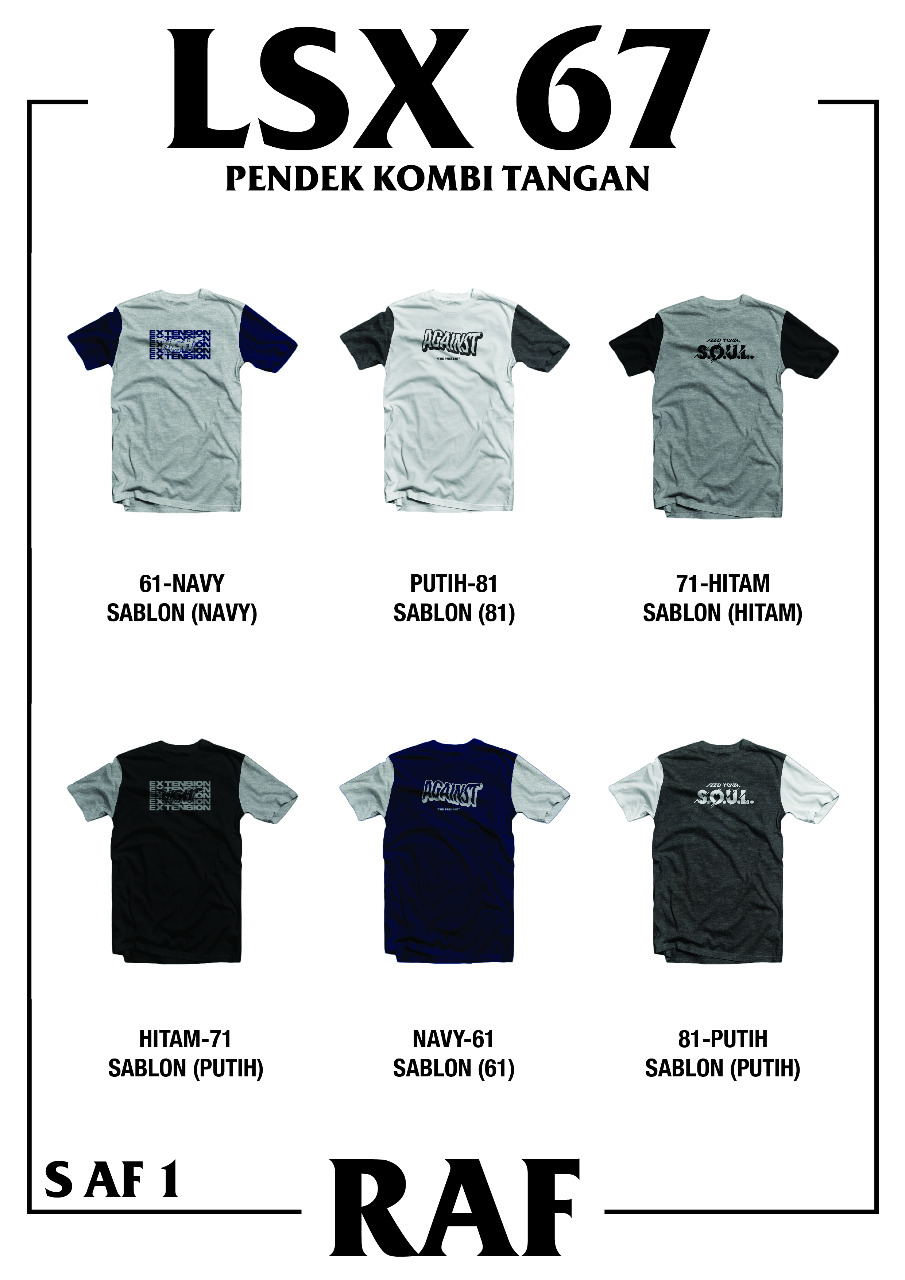 LSX 67
PENDEK KOMBI TANGAN
EXTENSION
EXTENSION
AGAINST
FEED YOUR
S.O.U.L.
61-NAVY
SABLON (NAVY)
PUTIH-81
SABLON (81)
71-HITAM
SABLON (HITAM)
EXTENSION
EXTENSION
AGAINST
FEED YOUR
S.O.U.L.
HITAM-71
SABLON (PUTIH)
NAVY-61
SABLON (61)
81-PUTIH
SABLON (PUTIH)
S AF 1
RAF